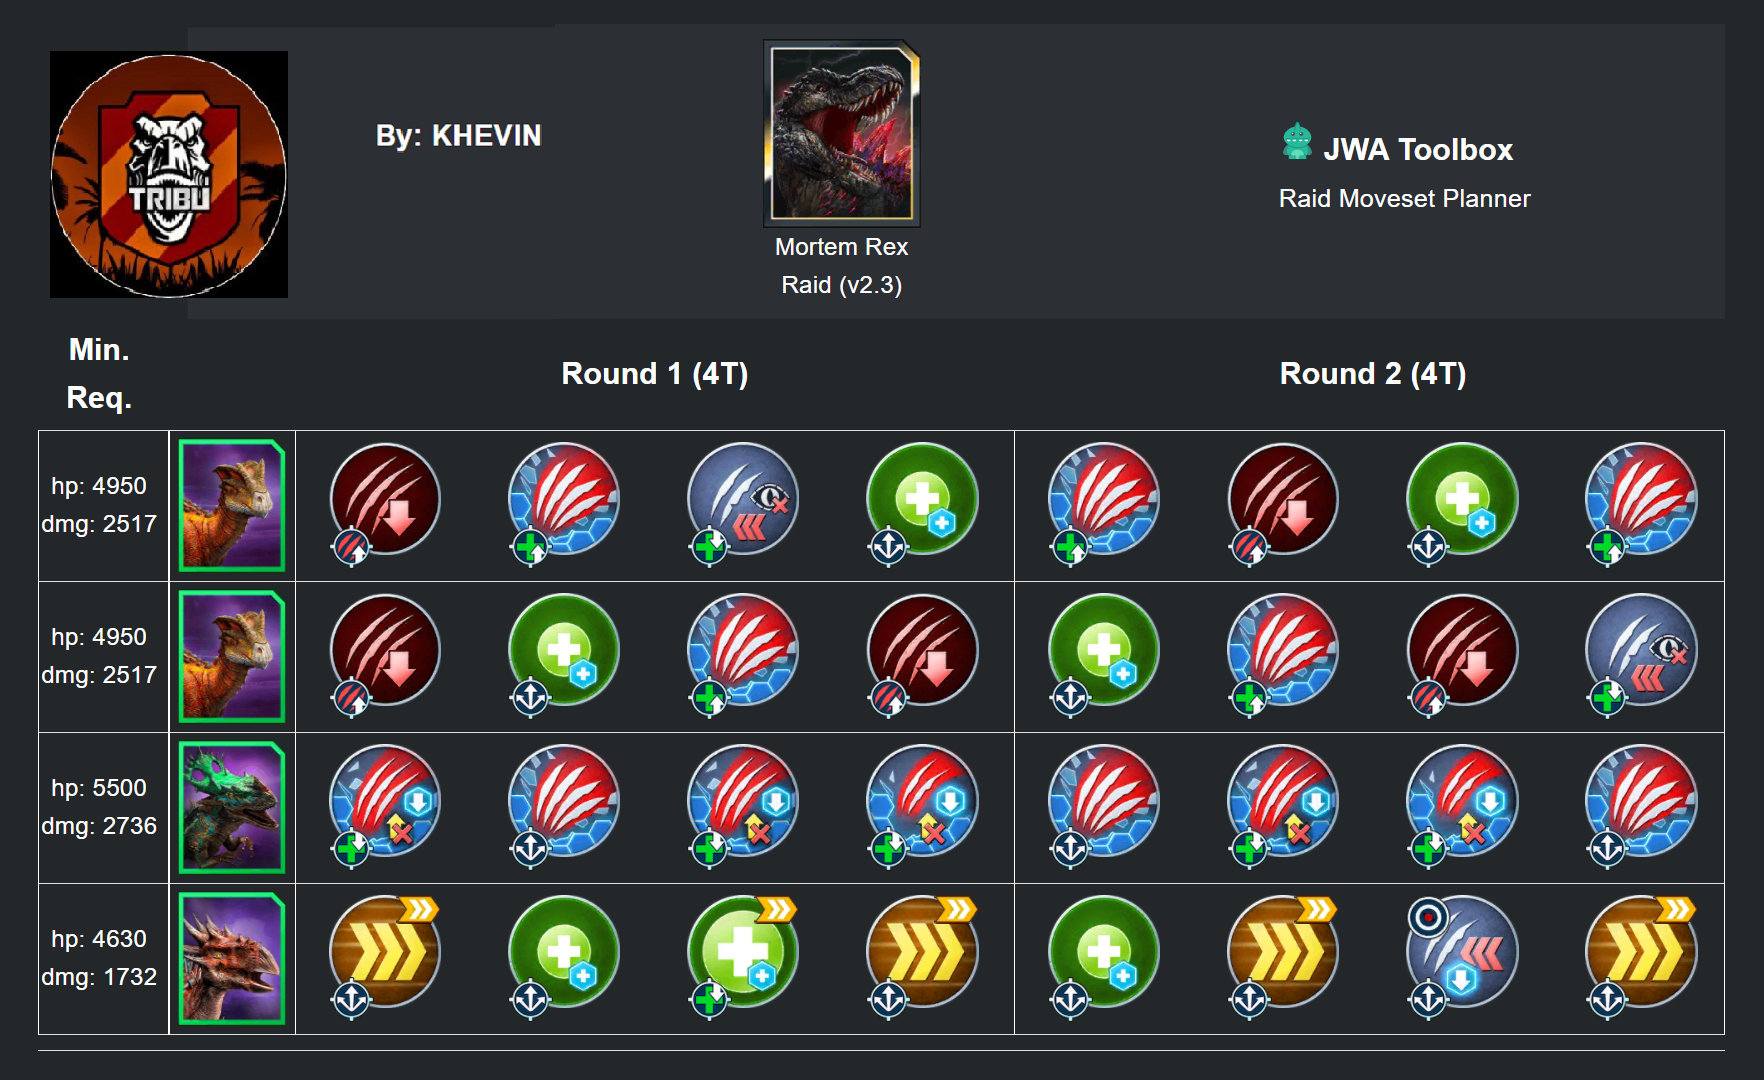 TRIBU
By: KHEVIN
Mortem Rex
Raid (v2.3)
JWA Toolbox
Raid Moveset Planner
Min.
Req.
Round 1 (4T)
Round 2 (4T)
hp: 4950
dmg: 2517
hp: 4950
dmg: 2517
hp: 5500
dmg: 2736
hp: 4630
dmg: 1732